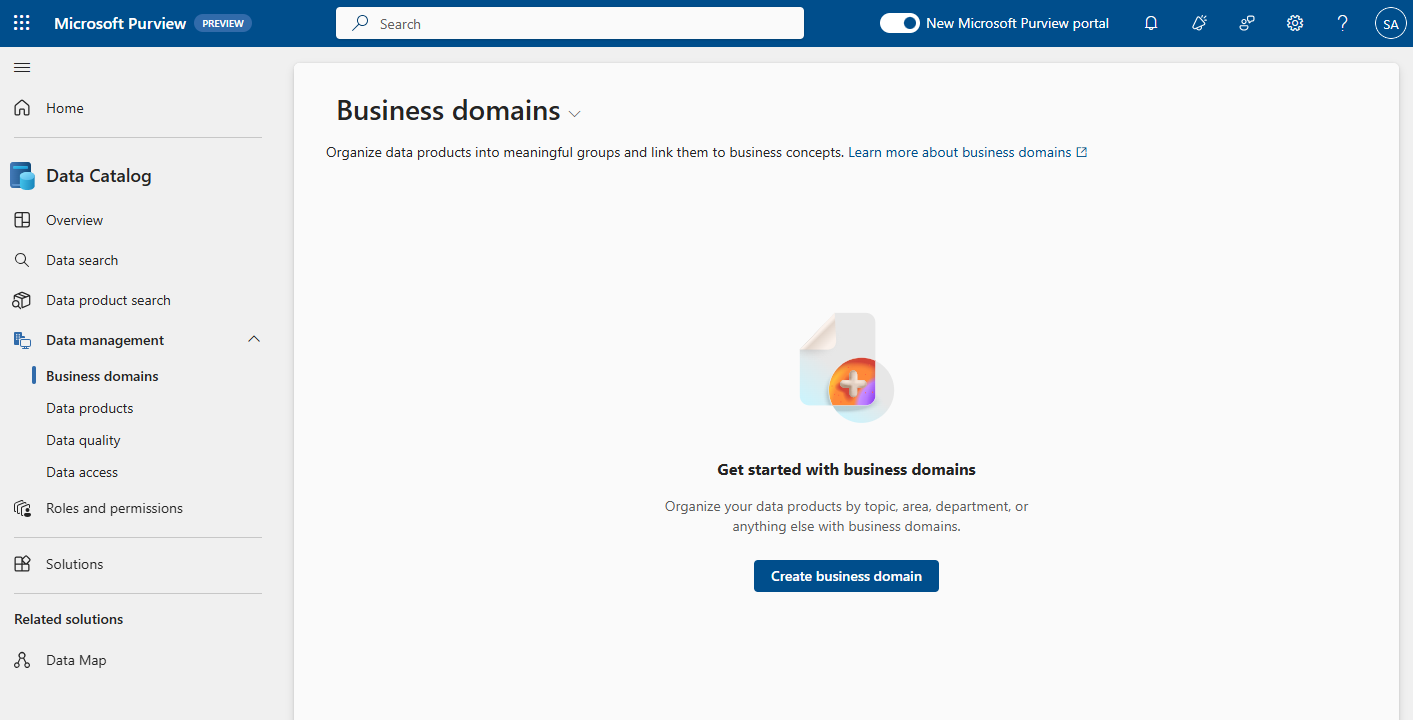 Microsoft Purview PREVIEW
Search
New Microsoft Purview portal
SA
Home
Data Catalog
Overview
Data search
Data product search
Data management
Business domains
Data products
Data quality
Data access
Roles and permissions
Solutions
Related solutions
Data Map
Business domains
Organize data products into meaningful groups and link them to business concepts. Learn more about business domains
Get started with business domains
Organize your data products by topic, area, department, or
anything else with business domains.
Create business domain